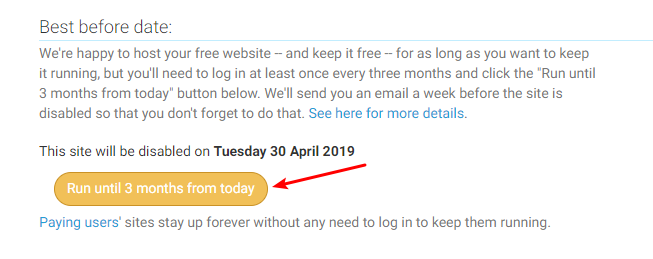 Best before date:
We're happy to host your free website -- and keep it free -- for as long as you want to keep
it running, but you'll need to log in at least once every three months and click the "Run until
3 months from today" button below. We'll send you an email a week before the site is
disabled so that you don't forget to do that. See here for more details.
This site will be disabled on Tuesday 30 April 2019
Run until 3 months from today
Paying users' sites stay up forever without any need to log in to keep them running.